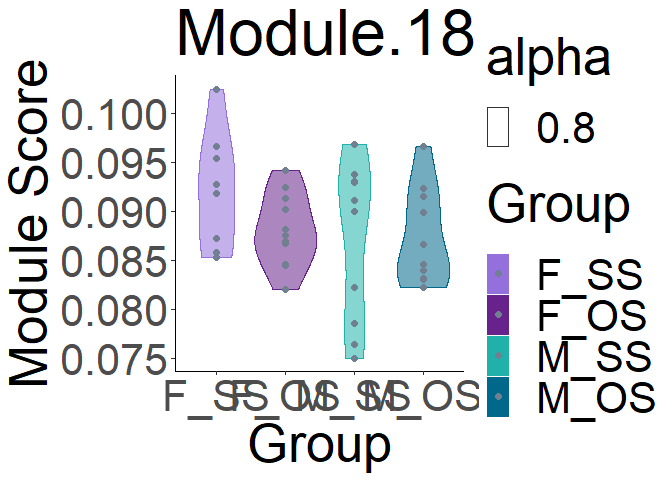 Module.18
Module Score
0.100
0.095
0.090
0.085
0.080
0.075
F_SS
F_OS
M_SS
M_OS
Group
alpha
0.8
Group
F_SS
F_OS
M_SS
M_OS